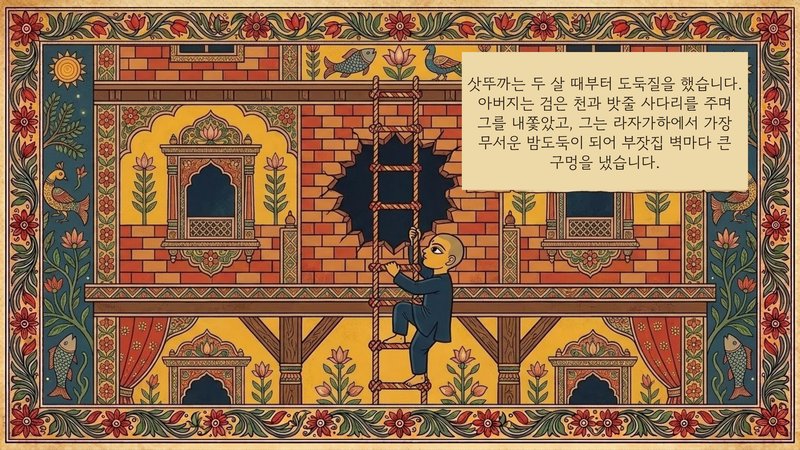 삿뚜까는 두 살 때부터 도둑질을 했습니다.
아버지는 검은 천과 밧줄 사다리를 주며
그를 내쫓았고, 그는 라자가하에서 가장
무서운 밤도둑이 되어 부잣집 벽마다 큰
구멍을 냈습니다.